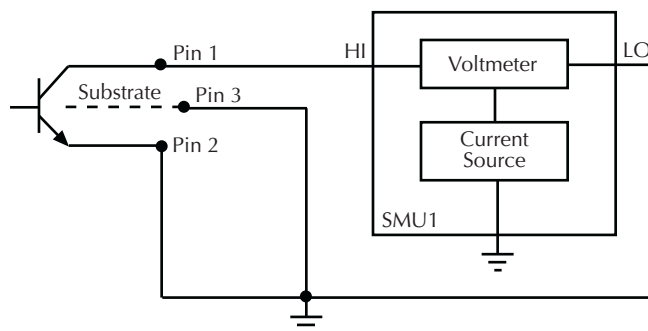 Pin 1
HI
LO
Voltmeter
Substrate
Pin 3
Pin 2
Current
Source
SMU1